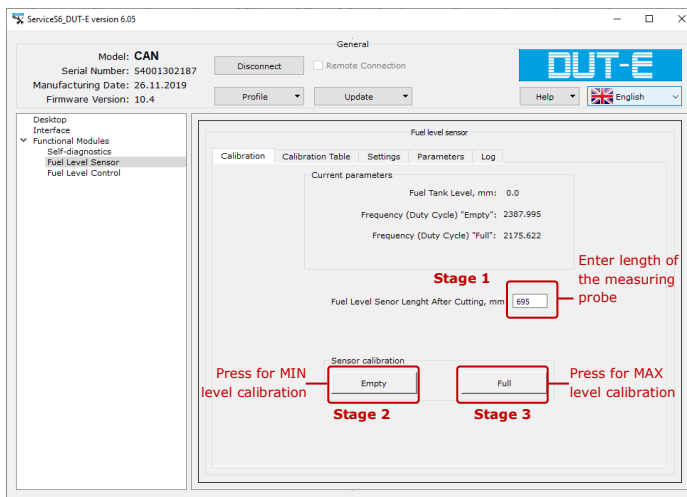 ServiceS6_DUT-E version 6.05
General
Model: CAN
Serial Number: 54001302187
Manufacturing Date: 26.11.2019
Firmware Version: 10.4
Disconnect
Remote Connection
Profile
Update
DUT-E
Help
English
Desktop
Interface
Functional Modules
Self-diagnostics
Fuel Level Sensor
Fuel Level Control
Fuel level sensor
Calibration
Calibration Table
Settings
Parameters
Log
Current parameters
Fuel Tank Level, mm: 0.0
Frequency (Duty Cycle) "Empty": 2387.995
Frequency (Duty Cycle) "Full": 2175.622
Stage 1
Enter length of
the measuring
probe
Fuel Level Senor Lenght After Cutting, mm 695
Sensor calibration
Press for MIN
level calibration
Empty
Full
Press for MAX
level calibration
Stage 2
Stage 3